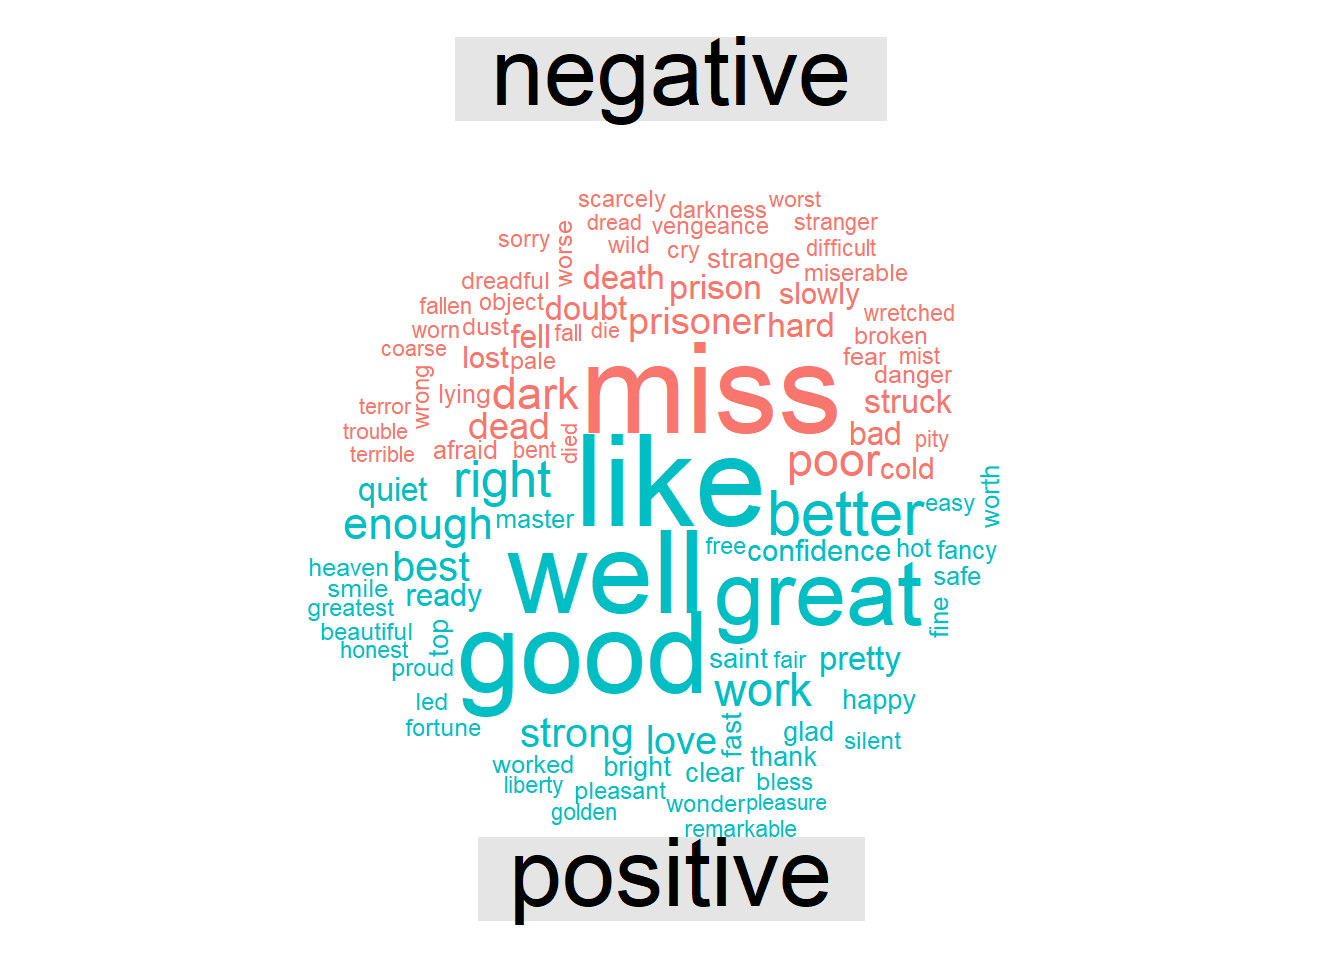 negative
scarcely darkness worst
dread vengeance stranger
sorry worse wild cry strange difficult
dreadful death prison slowly miserable
fallen object doubt prisoner hard wretched
worn dust fell fall die broken
coarse lost pale miss fear mist
wrong lying dark danger
terror dead struck
trouble died bad pity
terrible afraid bent poor cold
quiet right like better easy worth
enough master
heaven best well free confidence hot fancy
smile ready great safe
greatest fine
beautiful top good
honest saint fair pretty
proud work happy
led
fortune strong love fast glad silent
worked bright clear thank
liberty pleasant bless
golden wonder pleasure
remarkable
positive